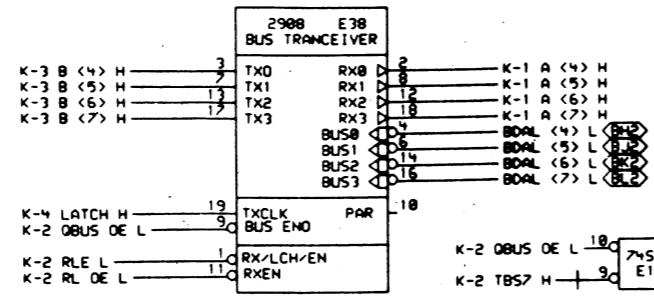 2908 E38
BUS TRANCEIVER
K-3 B <4> H 3 TX0 RX0 2 K-1 A <4> H
K-3 B <5> H 7 TX1 RX1 8 K-1 A <5> H
K-3 B <6> H 13 TX2 RX2 12 K-1 A <6> H
K-3 B <7> H 17 TX3 RX3 18 K-1 A <7> H
BUS0 4 BDAL <4> L BH2
BUS1 6 BDAL <5> L BJ2
BUS2 14 BDAL <6> L BK2
BUS3 16 BDAL <7> L BL2
K-4 LATCH H 19 TXCLK PAR 10
K-2 QBUS OE L 9 BUS ENO
K-2 RLE L 1 RX/LCH/EN
K-2 RL OE L 11 RXEN
K-2 QBUS OE L 10 74S
K-2 TBS7 H 9 E1